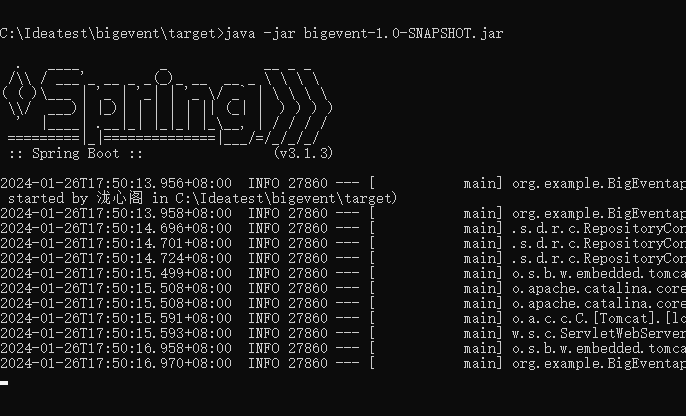 C:\Ideatest\bigevent\target>java -jar bigevent-1.0-SNAPSHOT.jar
Spring
:: Spring Boot :: (v3.1.3)
2024-01-26T17:50:13.956+08:00 INFO 27860 --- [ main] org.example.BigEventap
started by 浅心阁 in C:\Ideatest\bigevent\target)
2024-01-26T17:50:13.958+08:00 INFO 27860 --- [ main] org.example.BigEventap
2024-01-26T17:50:14.696+08:00 INFO 27860 --- [ main] .s.d.r.c.RepositoryCon
2024-01-26T17:50:14.701+08:00 INFO 27860 --- [ main] .s.d.r.c.RepositoryCon
2024-01-26T17:50:14.724+08:00 INFO 27860 --- [ main] .s.d.r.c.RepositoryCon
2024-01-26T17:50:15.499+08:00 INFO 27860 --- [ main] o.s.b.w.embedded.tomca
2024-01-26T17:50:15.508+08:00 INFO 27860 --- [ main] o.apache.catalina.core
2024-01-26T17:50:15.508+08:00 INFO 27860 --- [ main] o.apache.catalina.core
2024-01-26T17:50:15.591+08:00 INFO 27860 --- [ main] o.a.c.c.C.[Tomcat].[lo
2024-01-26T17:50:15.593+08:00 INFO 27860 --- [ main] w.s.c.ServletWebServer
2024-01-26T17:50:16.958+08:00 INFO 27860 --- [ main] o.s.b.w.embedded.tomca
2024-01-26T17:50:16.970+08:00 INFO 27860 --- [ main] org.example.BigEventap